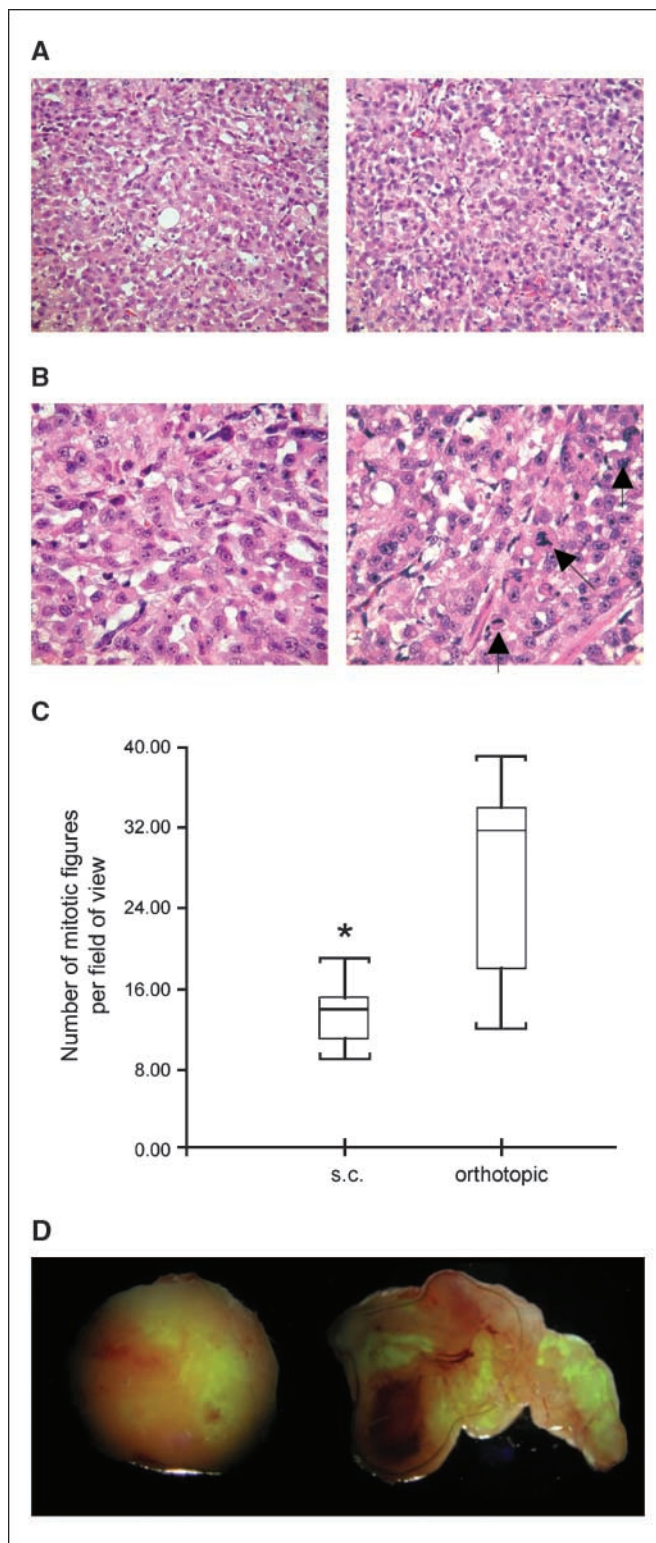 A
B
C
40.00
32.00
24.00
16.00
8.00
0.00
Number of mitotic figures
per field of view
*
s.c.
orthotopic
D